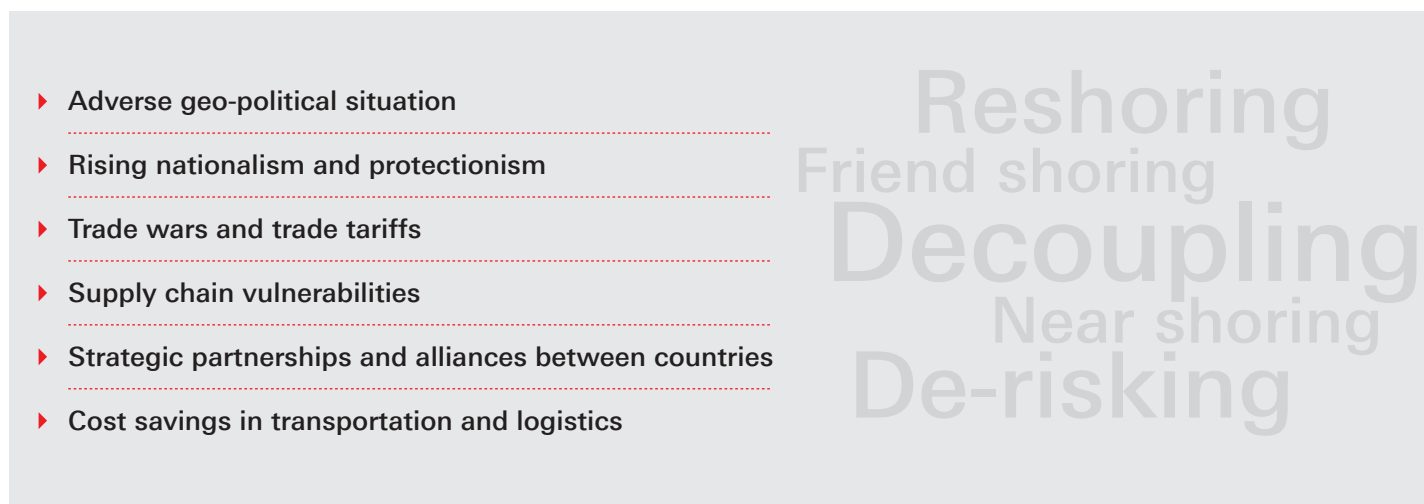 Adverse geo-political situation
Rising nationalism and protectionism
Trade wars and trade tariffs
Supply chain vulnerabilities
Strategic partnerships and alliances between countries
Cost savings in transportation and logistics
Reshoring
Friend shoring
Decoupling
Near shoring
De-risking